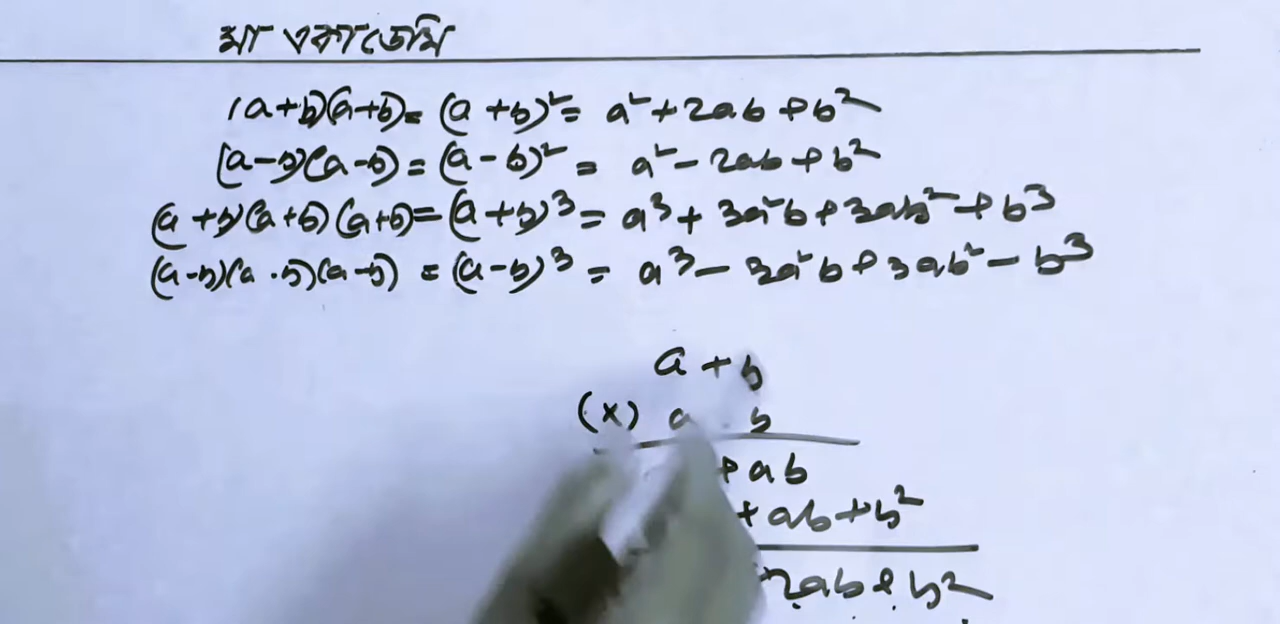 মা একাডেমি
(a+b)(a+b)=(a+b)²= a²+2ab+b²
(a-b)(a-b)=(a-b)²= a²-2ab+b²
(a+b)(a+b)(a+b)=(a+b)³= a³+3a²b+3ab²+b³
(a-b)(a-b)(a-b)=(a-b)³= a³-3a²b+3ab²-b³
a+b
(x) a b
+ab
+ab+b²
2ab+b²